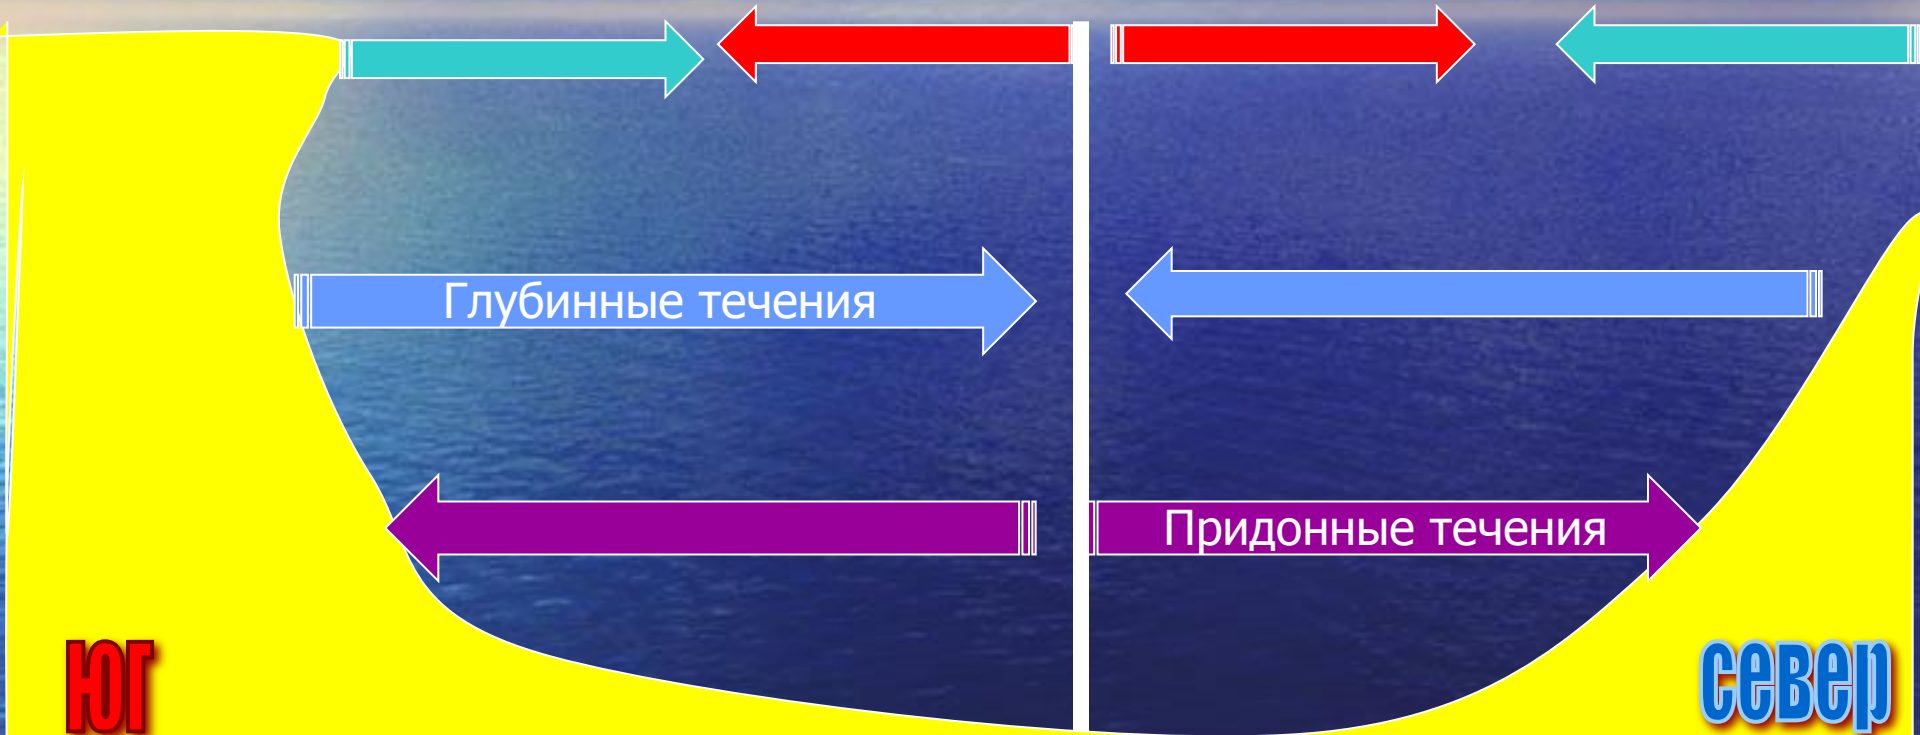 Глубинные течения
Придонные течения
ЮГ
север